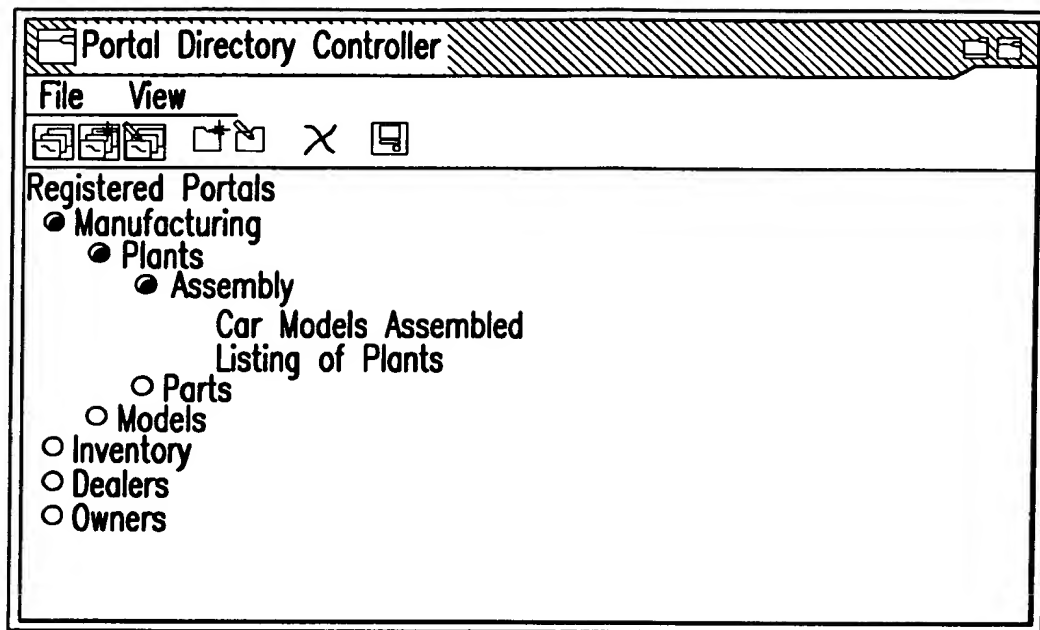 Portal Directory Controller
File View
Registered Portals
Manufacturing
Plants
Assembly
Car Models Assembled
Listing of Plants
Parts
Models
Inventory
Dealers
Owners